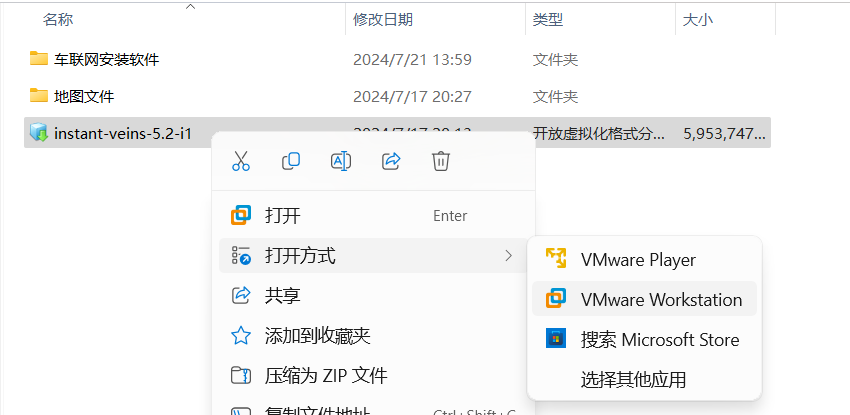 名称 修改日期 类型 大小
车联网安装软件 2024/7/21 13:59 文件夹
地图文件 2024/7/17 20:27 文件夹
instant-veins-5.2-i1 2024/7/17 20:13 开放虚拟化格式分... 5,953,747...
打开 Enter
打开方式
VMware Player
共享
VMware Workstation
添加到收藏夹
搜索 Microsoft Store
压缩为 ZIP 文件
选择其他应用
复制文件地址 Ctrl+Shift+C